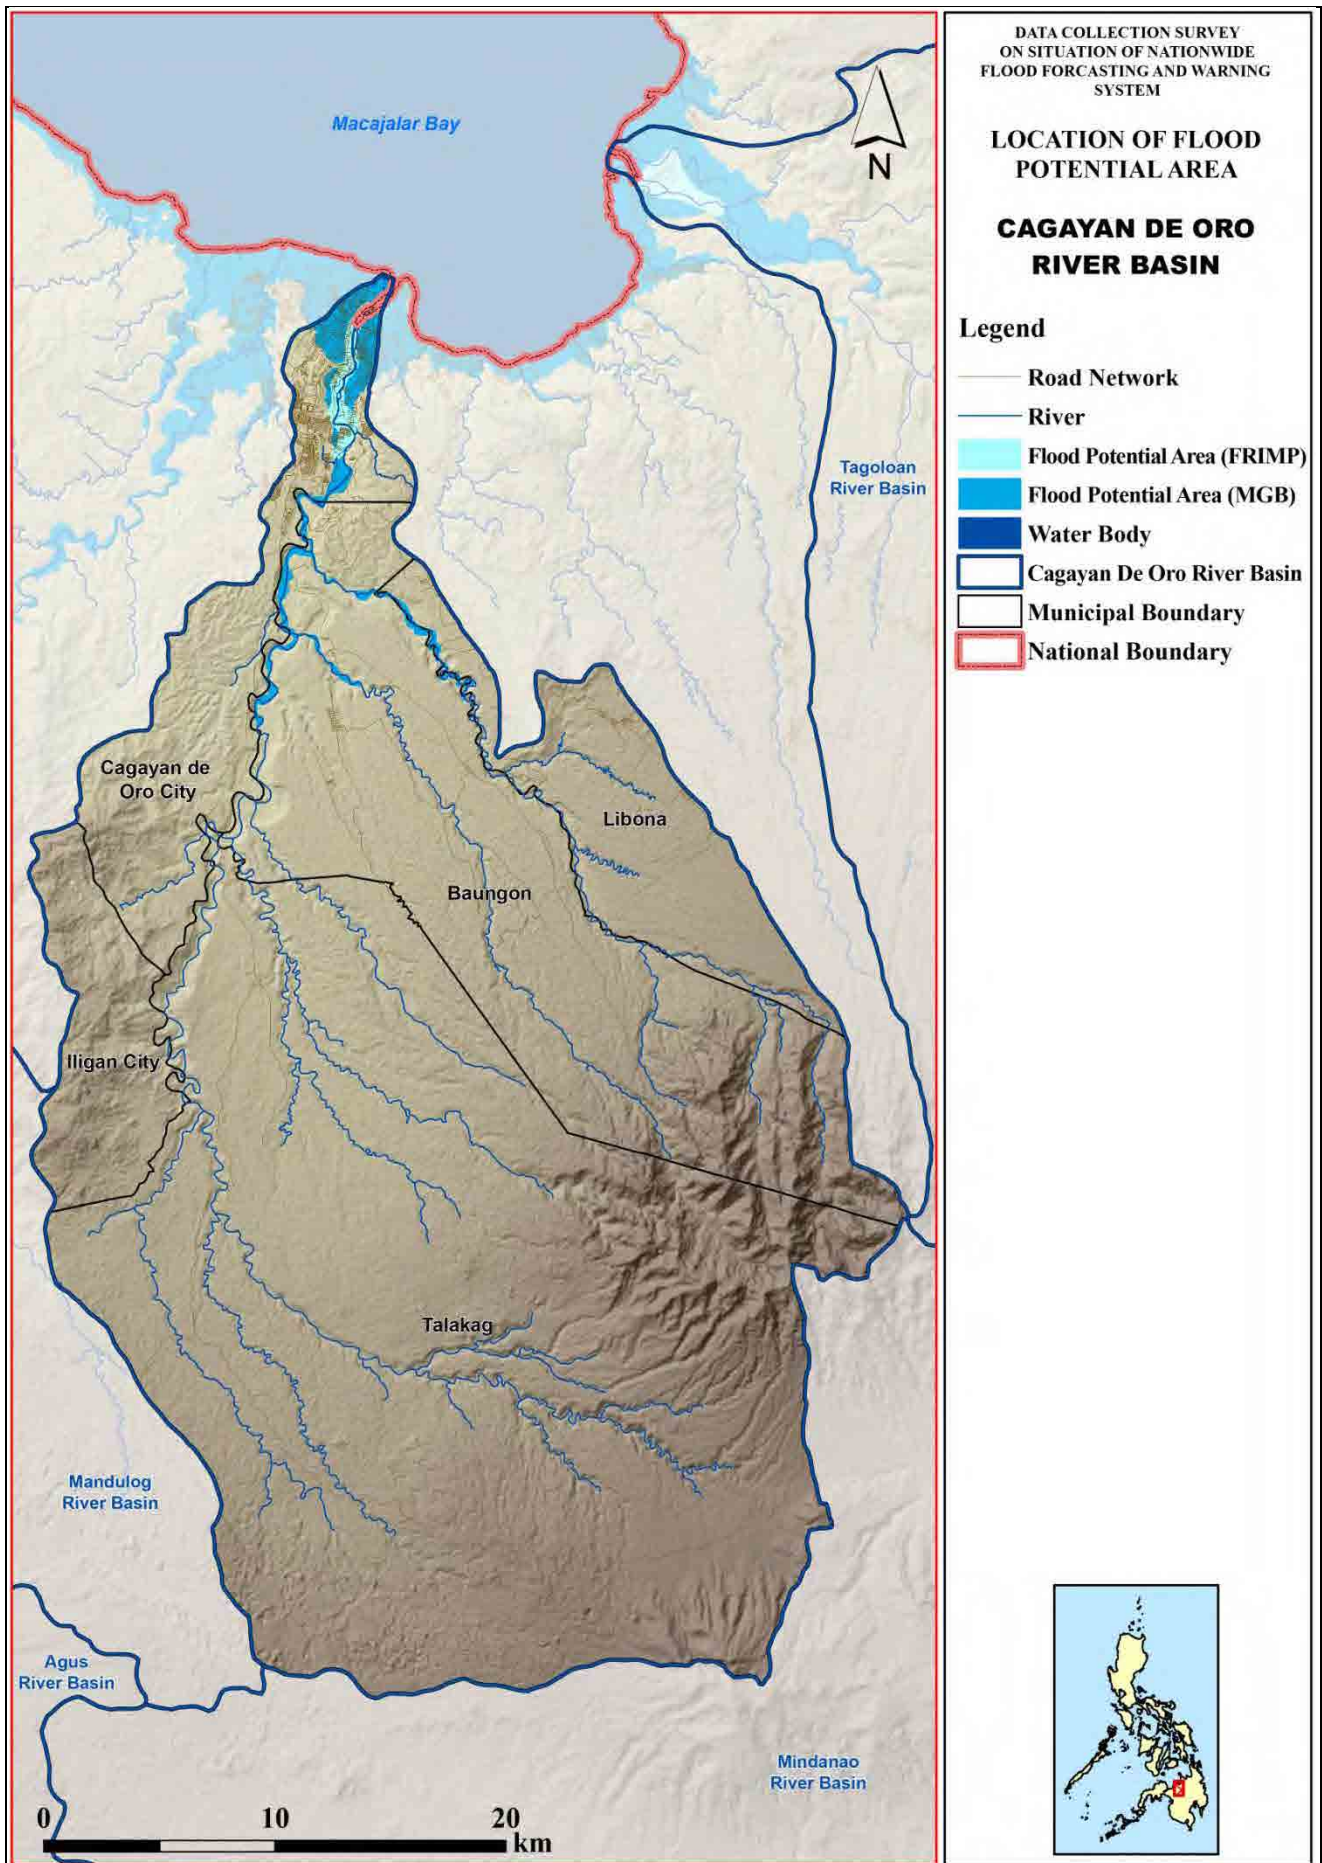 DATA COLLECTION SURVEY
ON SITUATION OF NATIONWIDE
FLOOD FORCASTING AND WARNING
SYSTEM
LOCATION OF FLOOD
POTENTIAL AREA
CAGAYAN DE ORO
RIVER BASIN
Legend
Road Network
River
Flood Potential Area (FRIMP)
Flood Potential Area (MGB)
Water Body
Cagayan De Oro River Basin
Municipal Boundary
National Boundary
Macajalar Bay
N
Tagoloan
River Basin
Cagayan de
Oro City
Libona
Baungon
Iligan City
Talakag
Mandulog
River Basin
Agus
River Basin
Mindanao
River Basin
0 10 20
km